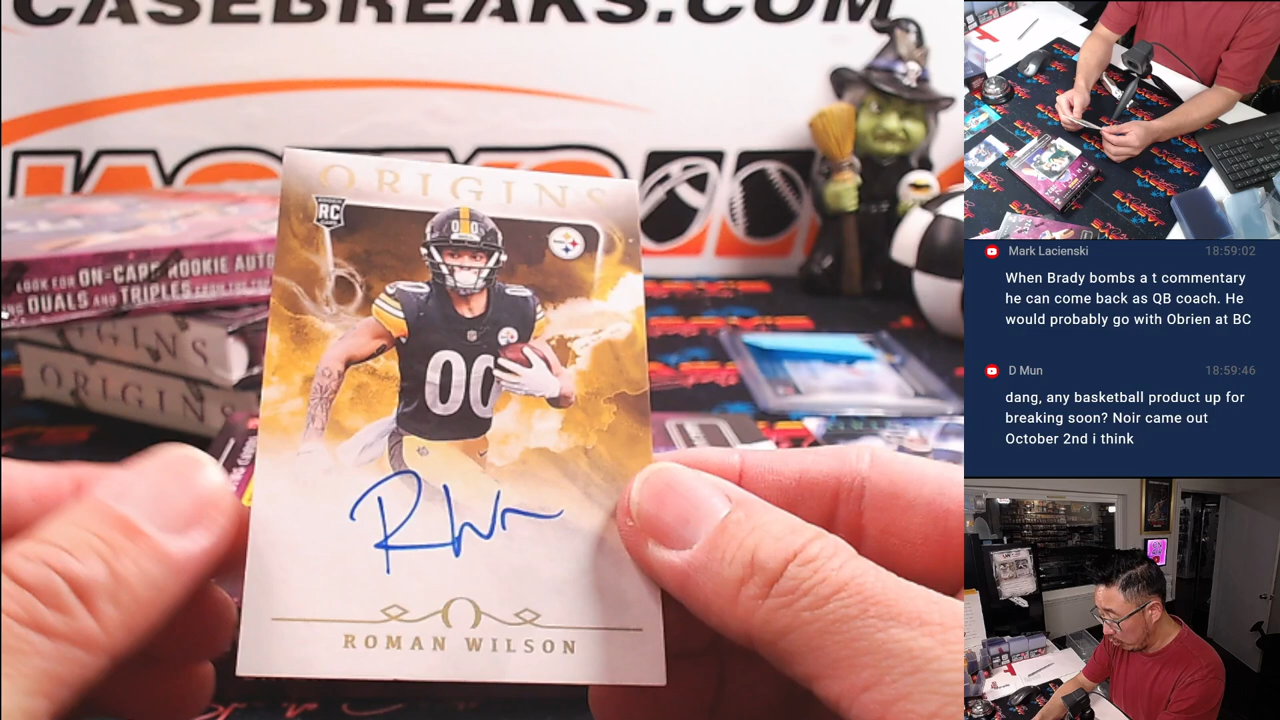 CASEBREAKS.COM
ORIGINS
RC
00
00
00
R Wn
ROMAN WILSON
LOOK FOR ON-CARD ROOKIE AUTO
DUALS AND TRIPLES
ORIGINS
Mark Lacienski 18:59:02
When Brady bombs a t commentary
he can come back as QB coach. He
would probably go with Obrien at BC
D Mun 18:59:46
dang, any basketball product up for
breaking soon? Noir came out
October 2nd i think